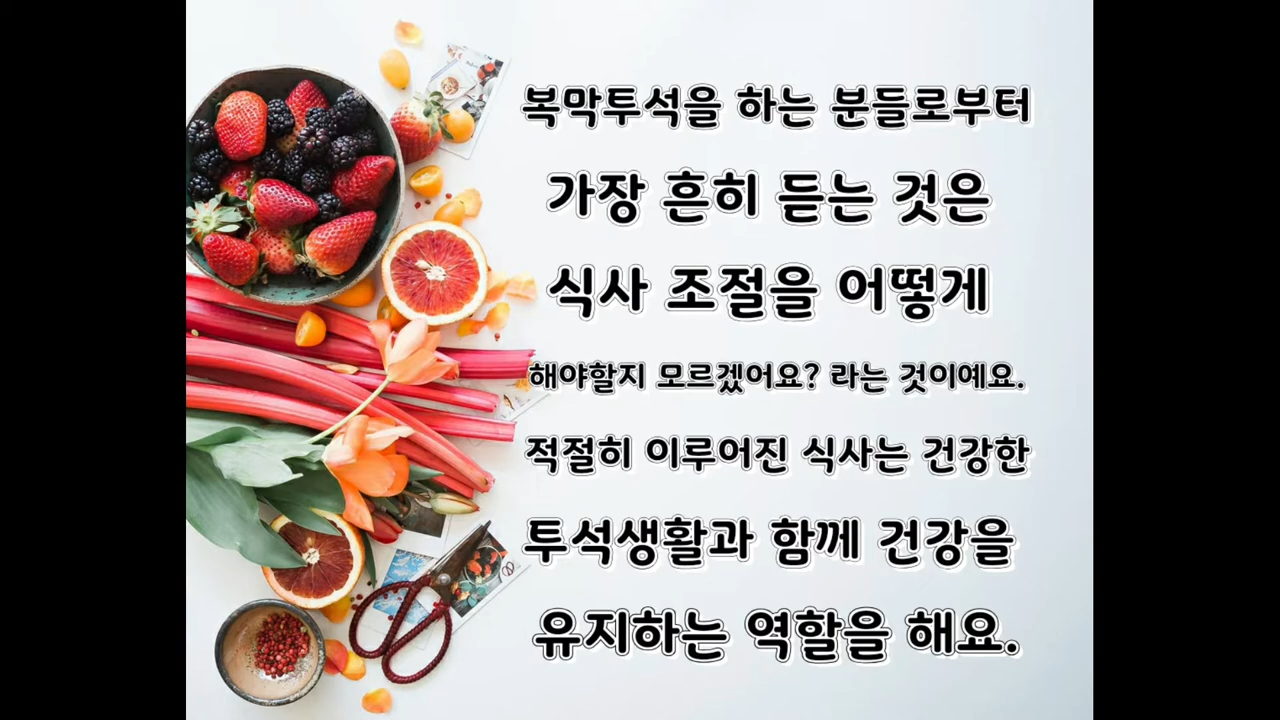 복막투석을 하는 분들로부터
가장 흔히 듣는 것은
식사 조절을 어떻게
해야할지 모르겠어요? 라는 것이예요.
적절히 이루어진 식사는 건강한
투석생활과 함께 건강을
유지하는 역할을 해요.